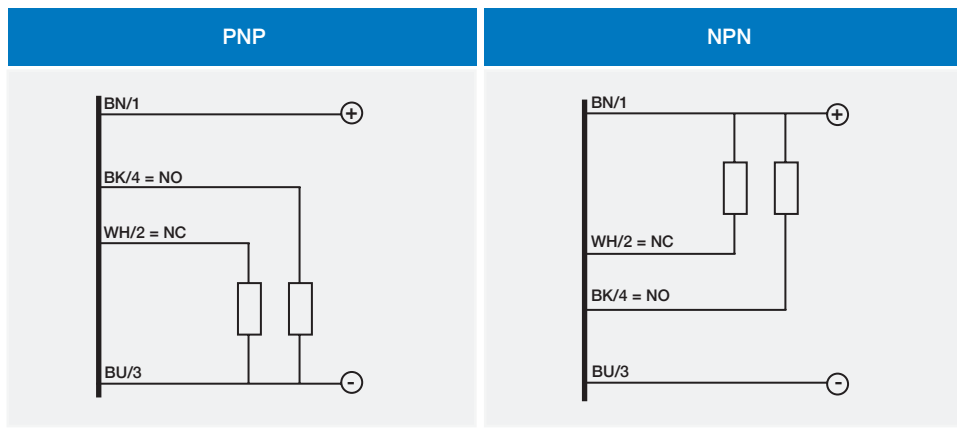 PNP
BN/1
+
BK/4 = NO
WH/2 = NC
BU/3
-
NPN
BN/1
+
WH/2 = NC
BK/4 = NO
BU/3
-